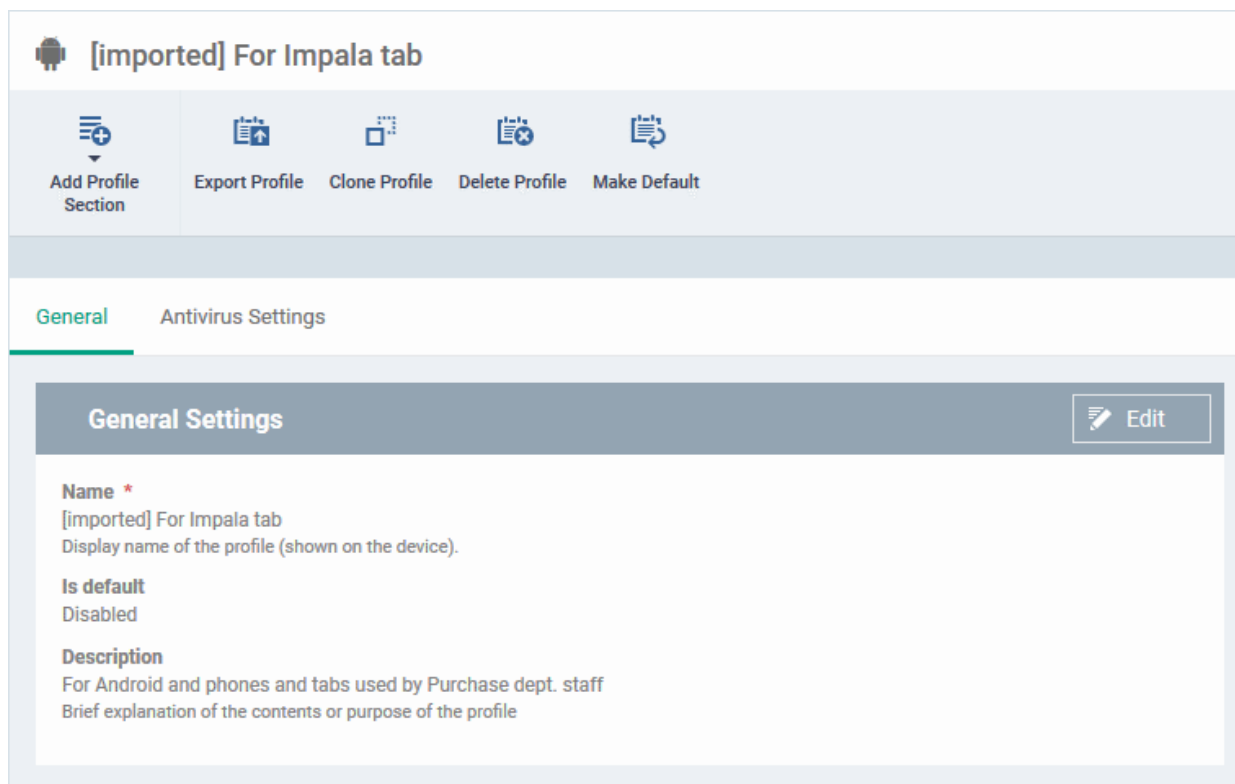 [imported] For Impala tab
Add Profile
Section
Export Profile
Clone Profile
Delete Profile
Make Default
General
Antivirus Settings
General Settings
Edit
Name *
[imported] For Impala tab
Display name of the profile (shown on the device).
Is default
Disabled
Description
For Android and phones and tabs used by Purchase dept. staff
Brief explanation of the contents or purpose of the profile